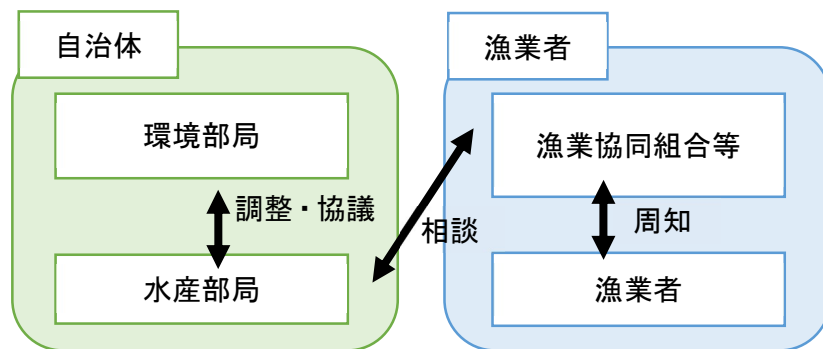 自治体
漁業者
環境部局
漁業協同組合等
調整・協議
相談
周知
水産部局
漁業者